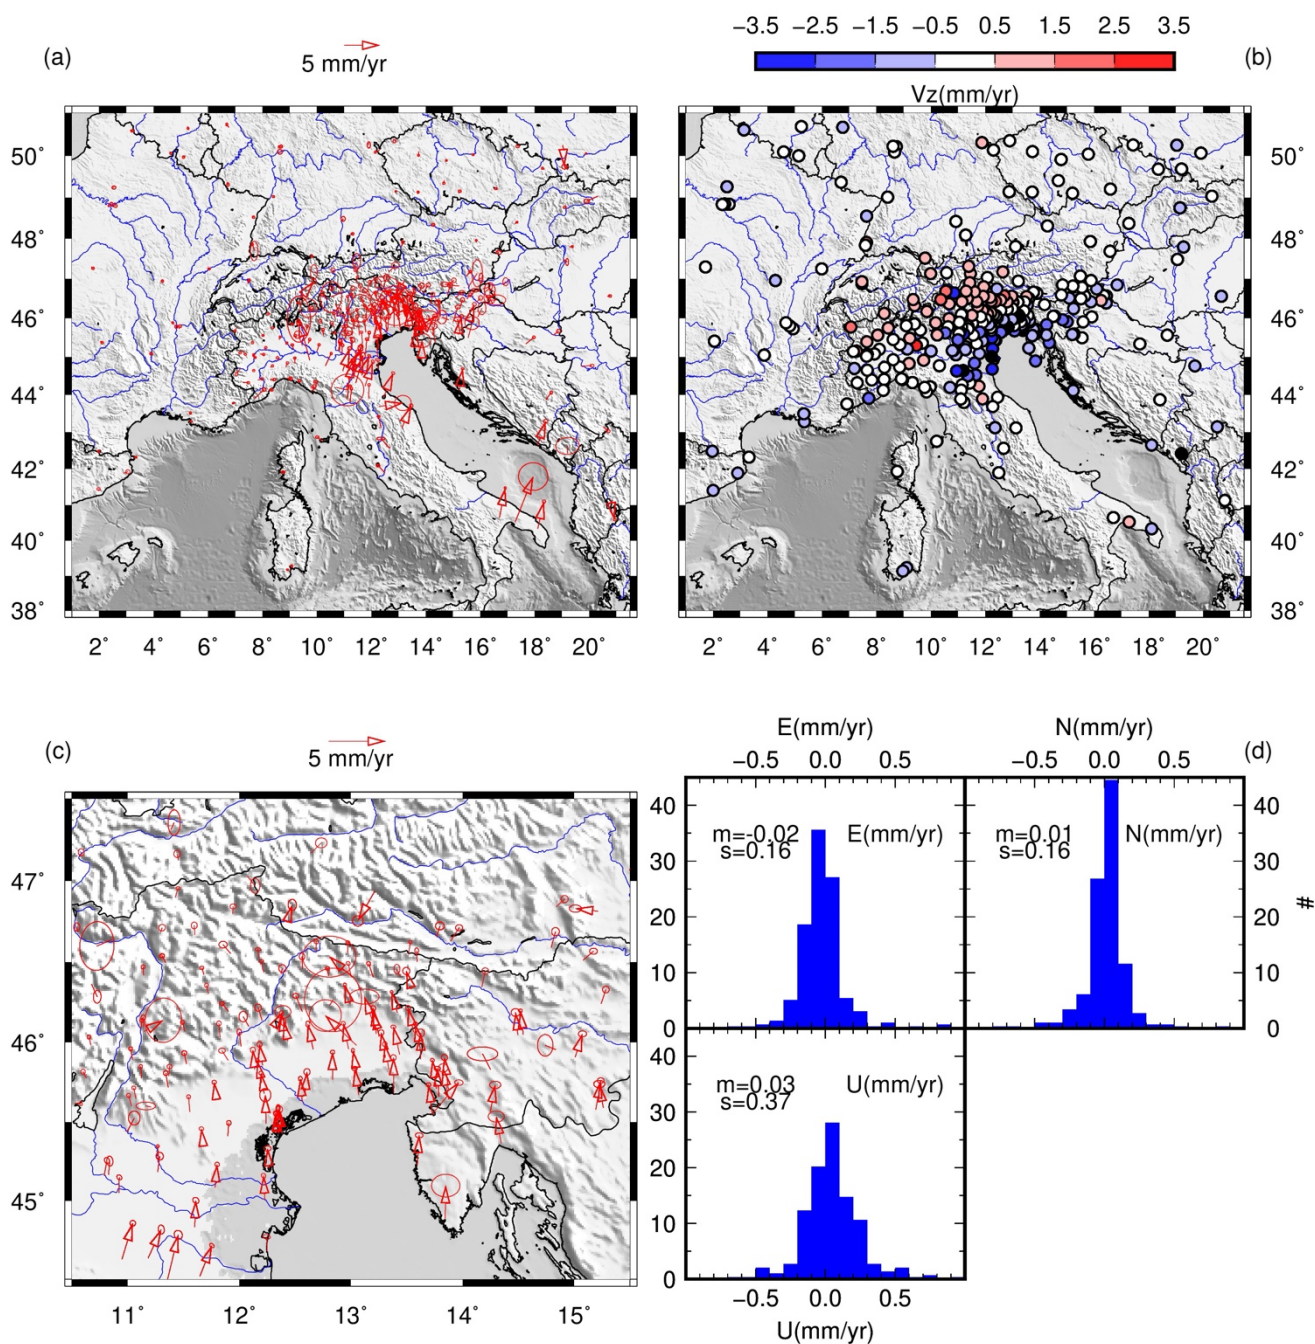 (a)
5 mm/yr
−3.5 −2.5 −1.5 −0.5 0.5 1.5 2.5 3.5
Vz(mm/yr)
(b)
50˚
48˚
46˚
44˚
42˚
40˚
38˚
2˚ 4˚ 6˚ 8˚ 10˚ 12˚ 14˚ 16˚ 18˚ 20˚
50˚
48˚
46˚
44˚
42˚
40˚
38˚
2˚ 4˚ 6˚ 8˚ 10˚ 12˚ 14˚ 16˚ 18˚ 20˚
(c)
5 mm/yr
47˚
46˚
45˚
11˚ 12˚ 13˚ 14˚ 15˚
(d)
E(mm/yr)
−0.5 0.0 0.5
N(mm/yr)
−0.5 0.0 0.5
40
30
20
10
0
m=-0.02
s=0.16
E(mm/yr)
m=0.01
s=0.16
N(mm/yr)
40
30
20
10
0
#
40
30
20
10
0
m=0.03
s=0.37
U(mm/yr)
−0.5 0.0 0.5
U(mm/yr)